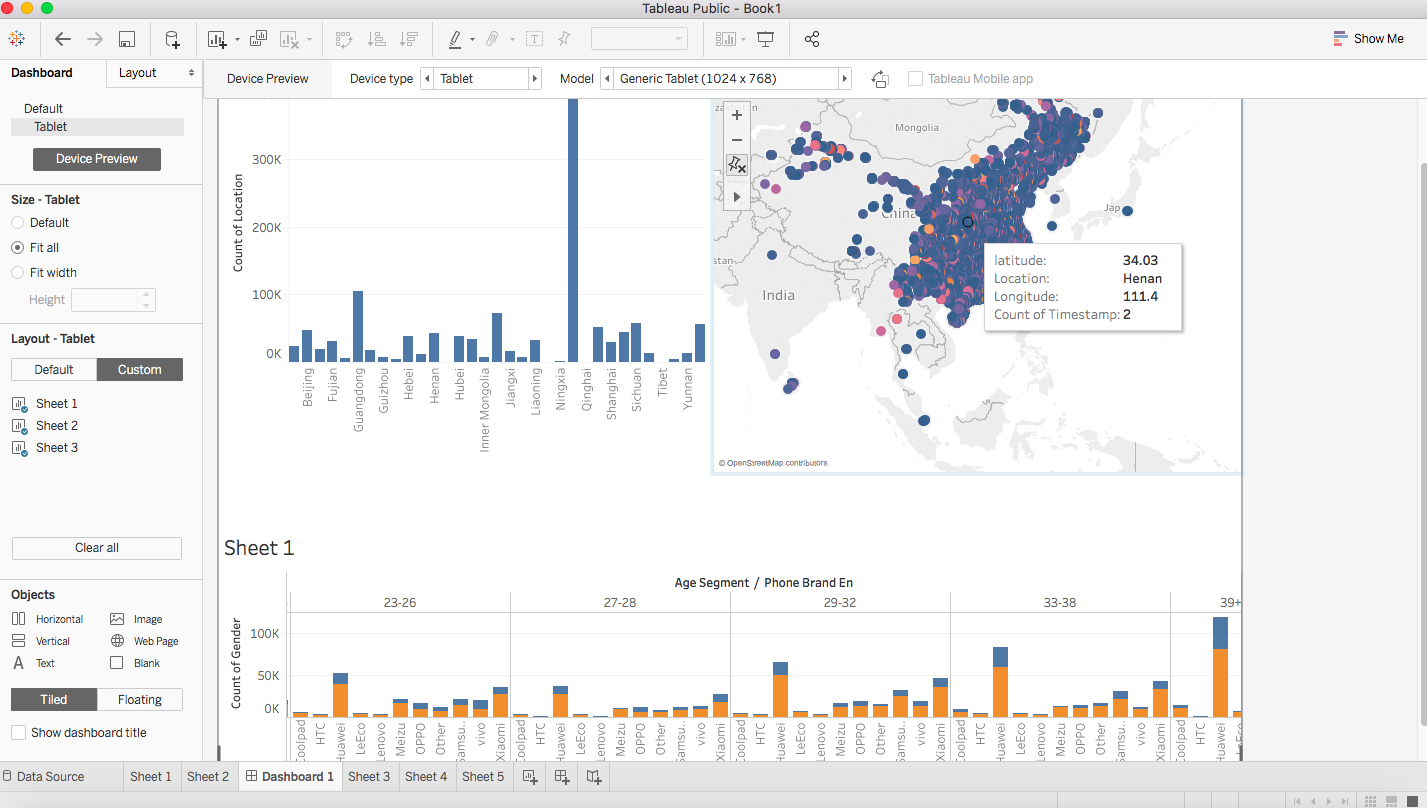 Tableau Public - Book1
Show Me
Dashboard
Layout
Device Preview
Device type
Tablet
Model
Generic Tablet (1024 x 768)
Tableau Mobile app
Default
Tablet
Device Preview
Size - Tablet
Default
Fit all
Fit width
Height
Layout - Tablet
Default
Custom
Sheet 1
Sheet 2
Sheet 3
Clear all
Objects
Horizontal
Image
Vertical
Web Page
Text
Blank
Tiled
Floating
Show dashboard title
Count of Location
300K
200K
100K
0K
Beijing
Fujian
Guangdong
Guizhou
Hebei
Henan
Hubei
Inner Mongolia
Jiangxi
Liaoning
Ningxia
Qinghai
Shanghai
Sichuan
Tibet
Yunnan
Mongolia
China
Jap
stan
India
latitude: 34.03
Location: Henan
Longitude: 111.4
Count of Timestamp: 2
© OpenStreetMap contributors
Sheet 1
Age Segment / Phone Brand En
23-26
27-28
29-32
33-38
39+
Count of Gender
100K
50K
0K
Coolpad
HTC
Huawei
LeEco
Lenovo
Meizu
OPPO
Other
Samsu..
vivo
Xiaomi
Coolpad
HTC
Huawei
LeEco
Lenovo
Meizu
OPPO
Other
Samsu..
vivo
Xiaomi
Coolpad
HTC
Huawei
LeEco
Lenovo
Meizu
OPPO
Other
Samsu..
vivo
Xiaomi
Coolpad
HTC
Huawei
LeEco
Lenovo
Meizu
OPPO
Other
Samsu..
vivo
Xiaomi
Coolpad
HTC
Huawei
Data Source
Sheet 1
Sheet 2
Dashboard 1
Sheet 3
Sheet 4
Sheet 5